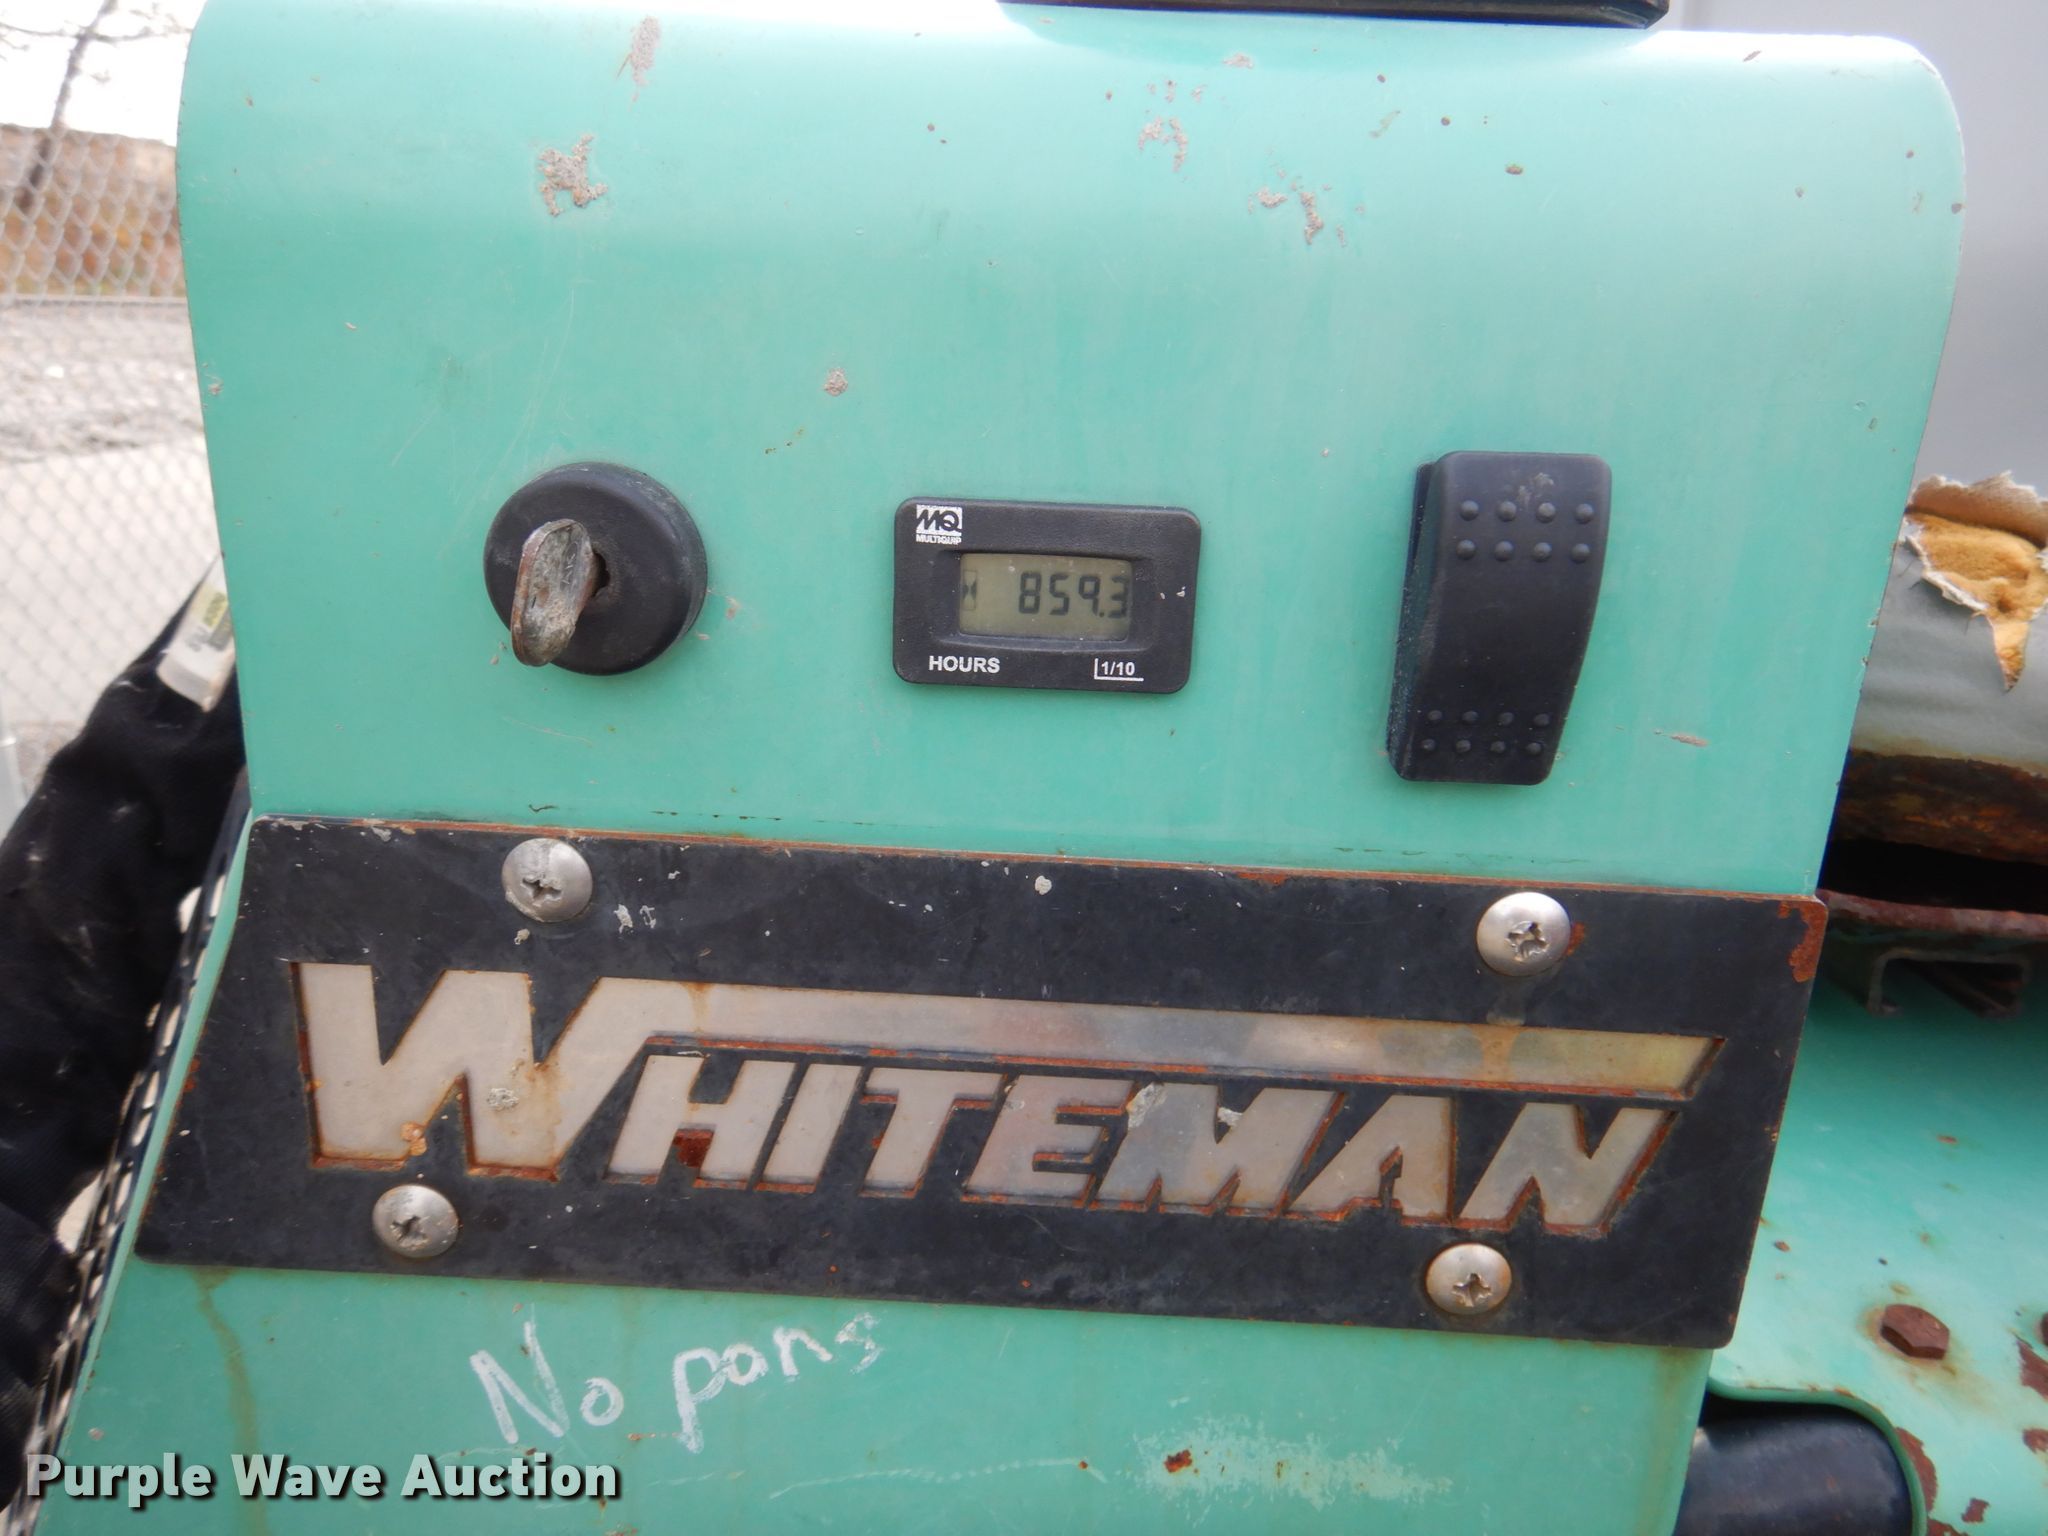 MQ
MULTIQUIP
859.3
HOURS 1/10
WHITEMAN
No pans
Purple Wave Auction